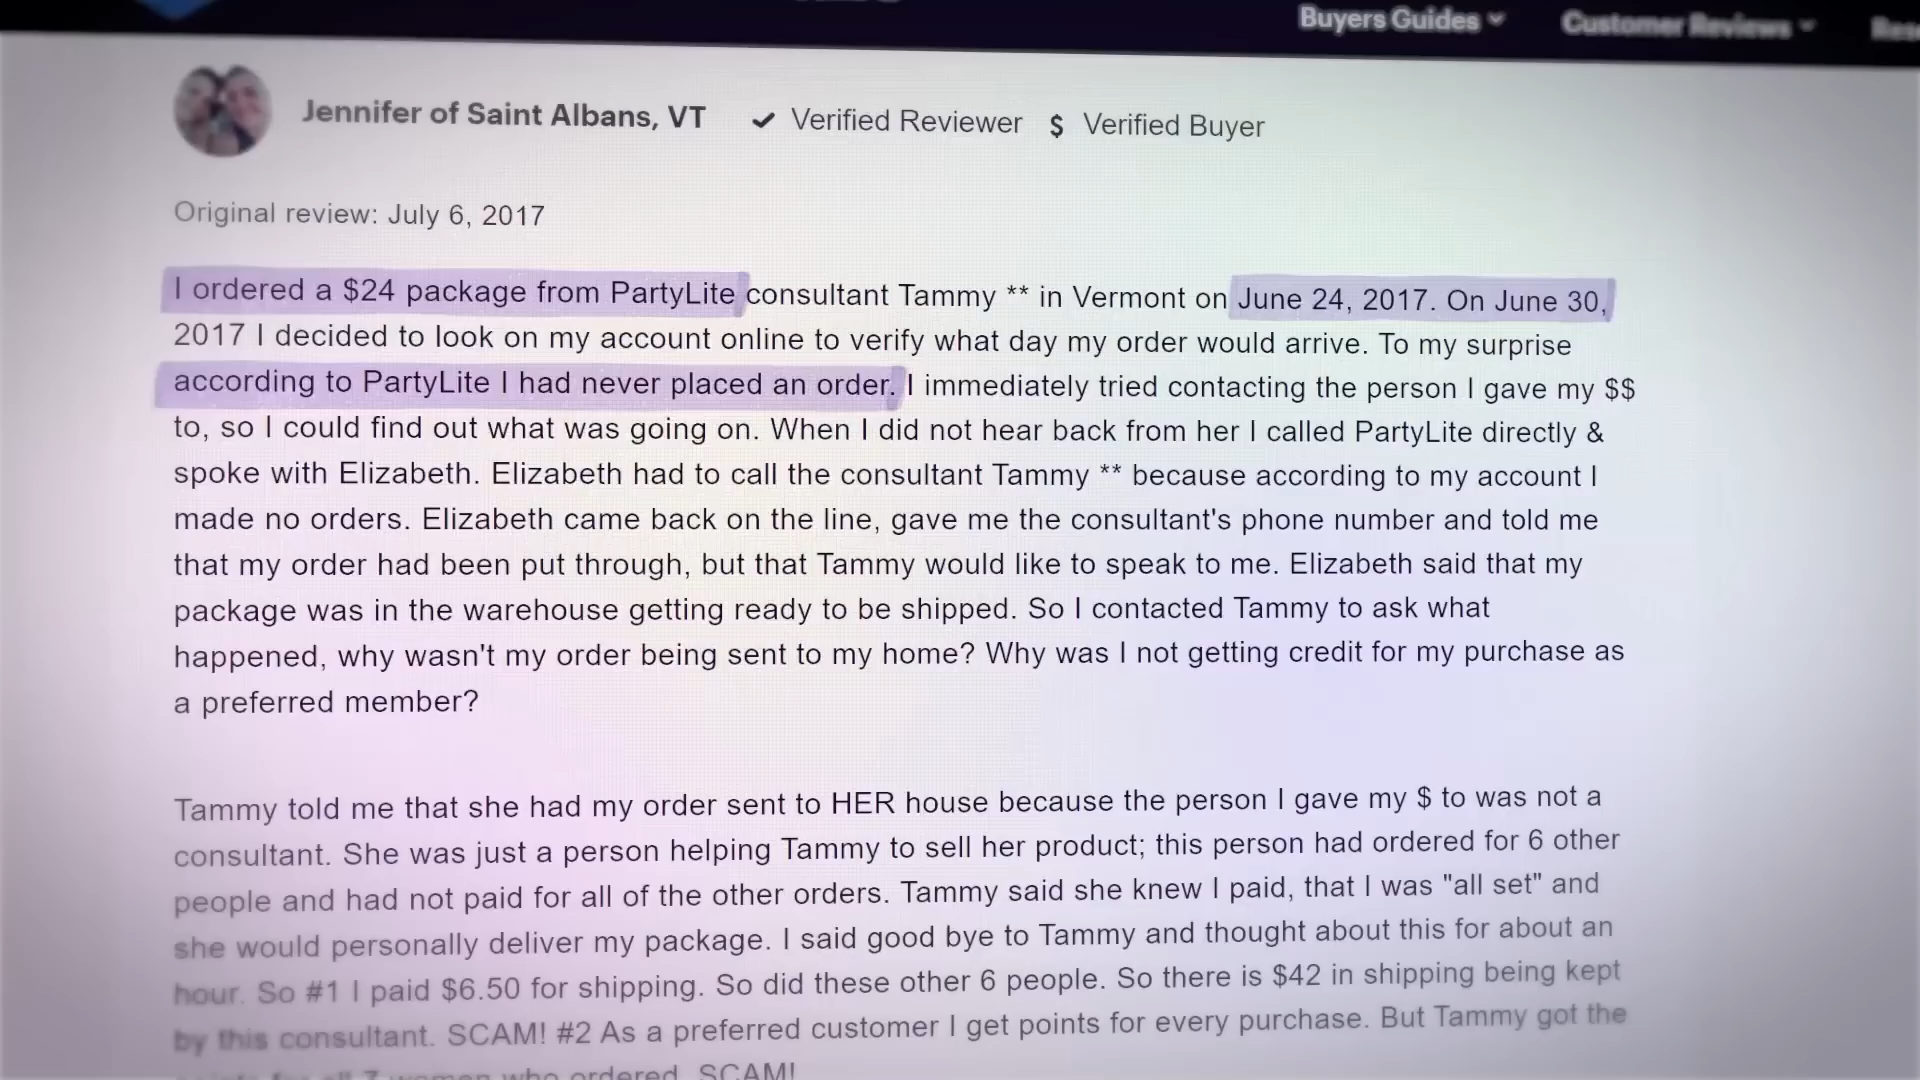 Buyers Guides
Customer Reviews
Jennifer of Saint Albans, VT
Verified Reviewer $ Verified Buyer
Original review: July 6, 2017
I ordered a $24 package from PartyLite consultant Tammy ** in Vermont on June 24, 2017. On June 30,
2017 I decided to look on my account online to verify what day my order would arrive. To my surprise
according to PartyLite I had never placed an order. I immediately tried contacting the person I gave my $$
to, so I could find out what was going on. When I did not hear back from her I called PartyLite directly &
spoke with Elizabeth. Elizabeth had to call the consultant Tammy ** because according to my account I
made no orders. Elizabeth came back on the line, gave me the consultant's phone number and told me
that my order had been put through, but that Tammy would like to speak to me. Elizabeth said that my
package was in the warehouse getting ready to be shipped. So I contacted Tammy to ask what
happened, why wasn't my order being sent to my home? Why was I not getting credit for my purchase as
a preferred member?
Tammy told me that she had my order sent to HER house because the person I gave my $ to was not a
consultant. She was just a person helping Tammy to sell her product; this person had ordered for 6 other
people and had not paid for all of the other orders. Tammy said she knew I paid, that I was "all set" and
she would personally deliver my package. I said good bye to Tammy and thought about this for about an
hour. So #1 I paid $6.50 for shipping. So did these other 6 people. So there is $42 in shipping being kept
by this consultant. SCAM! #2 As a preferred customer I get points for every purchase. But Tammy got the
points for all 7 women who ordered. SCAM!